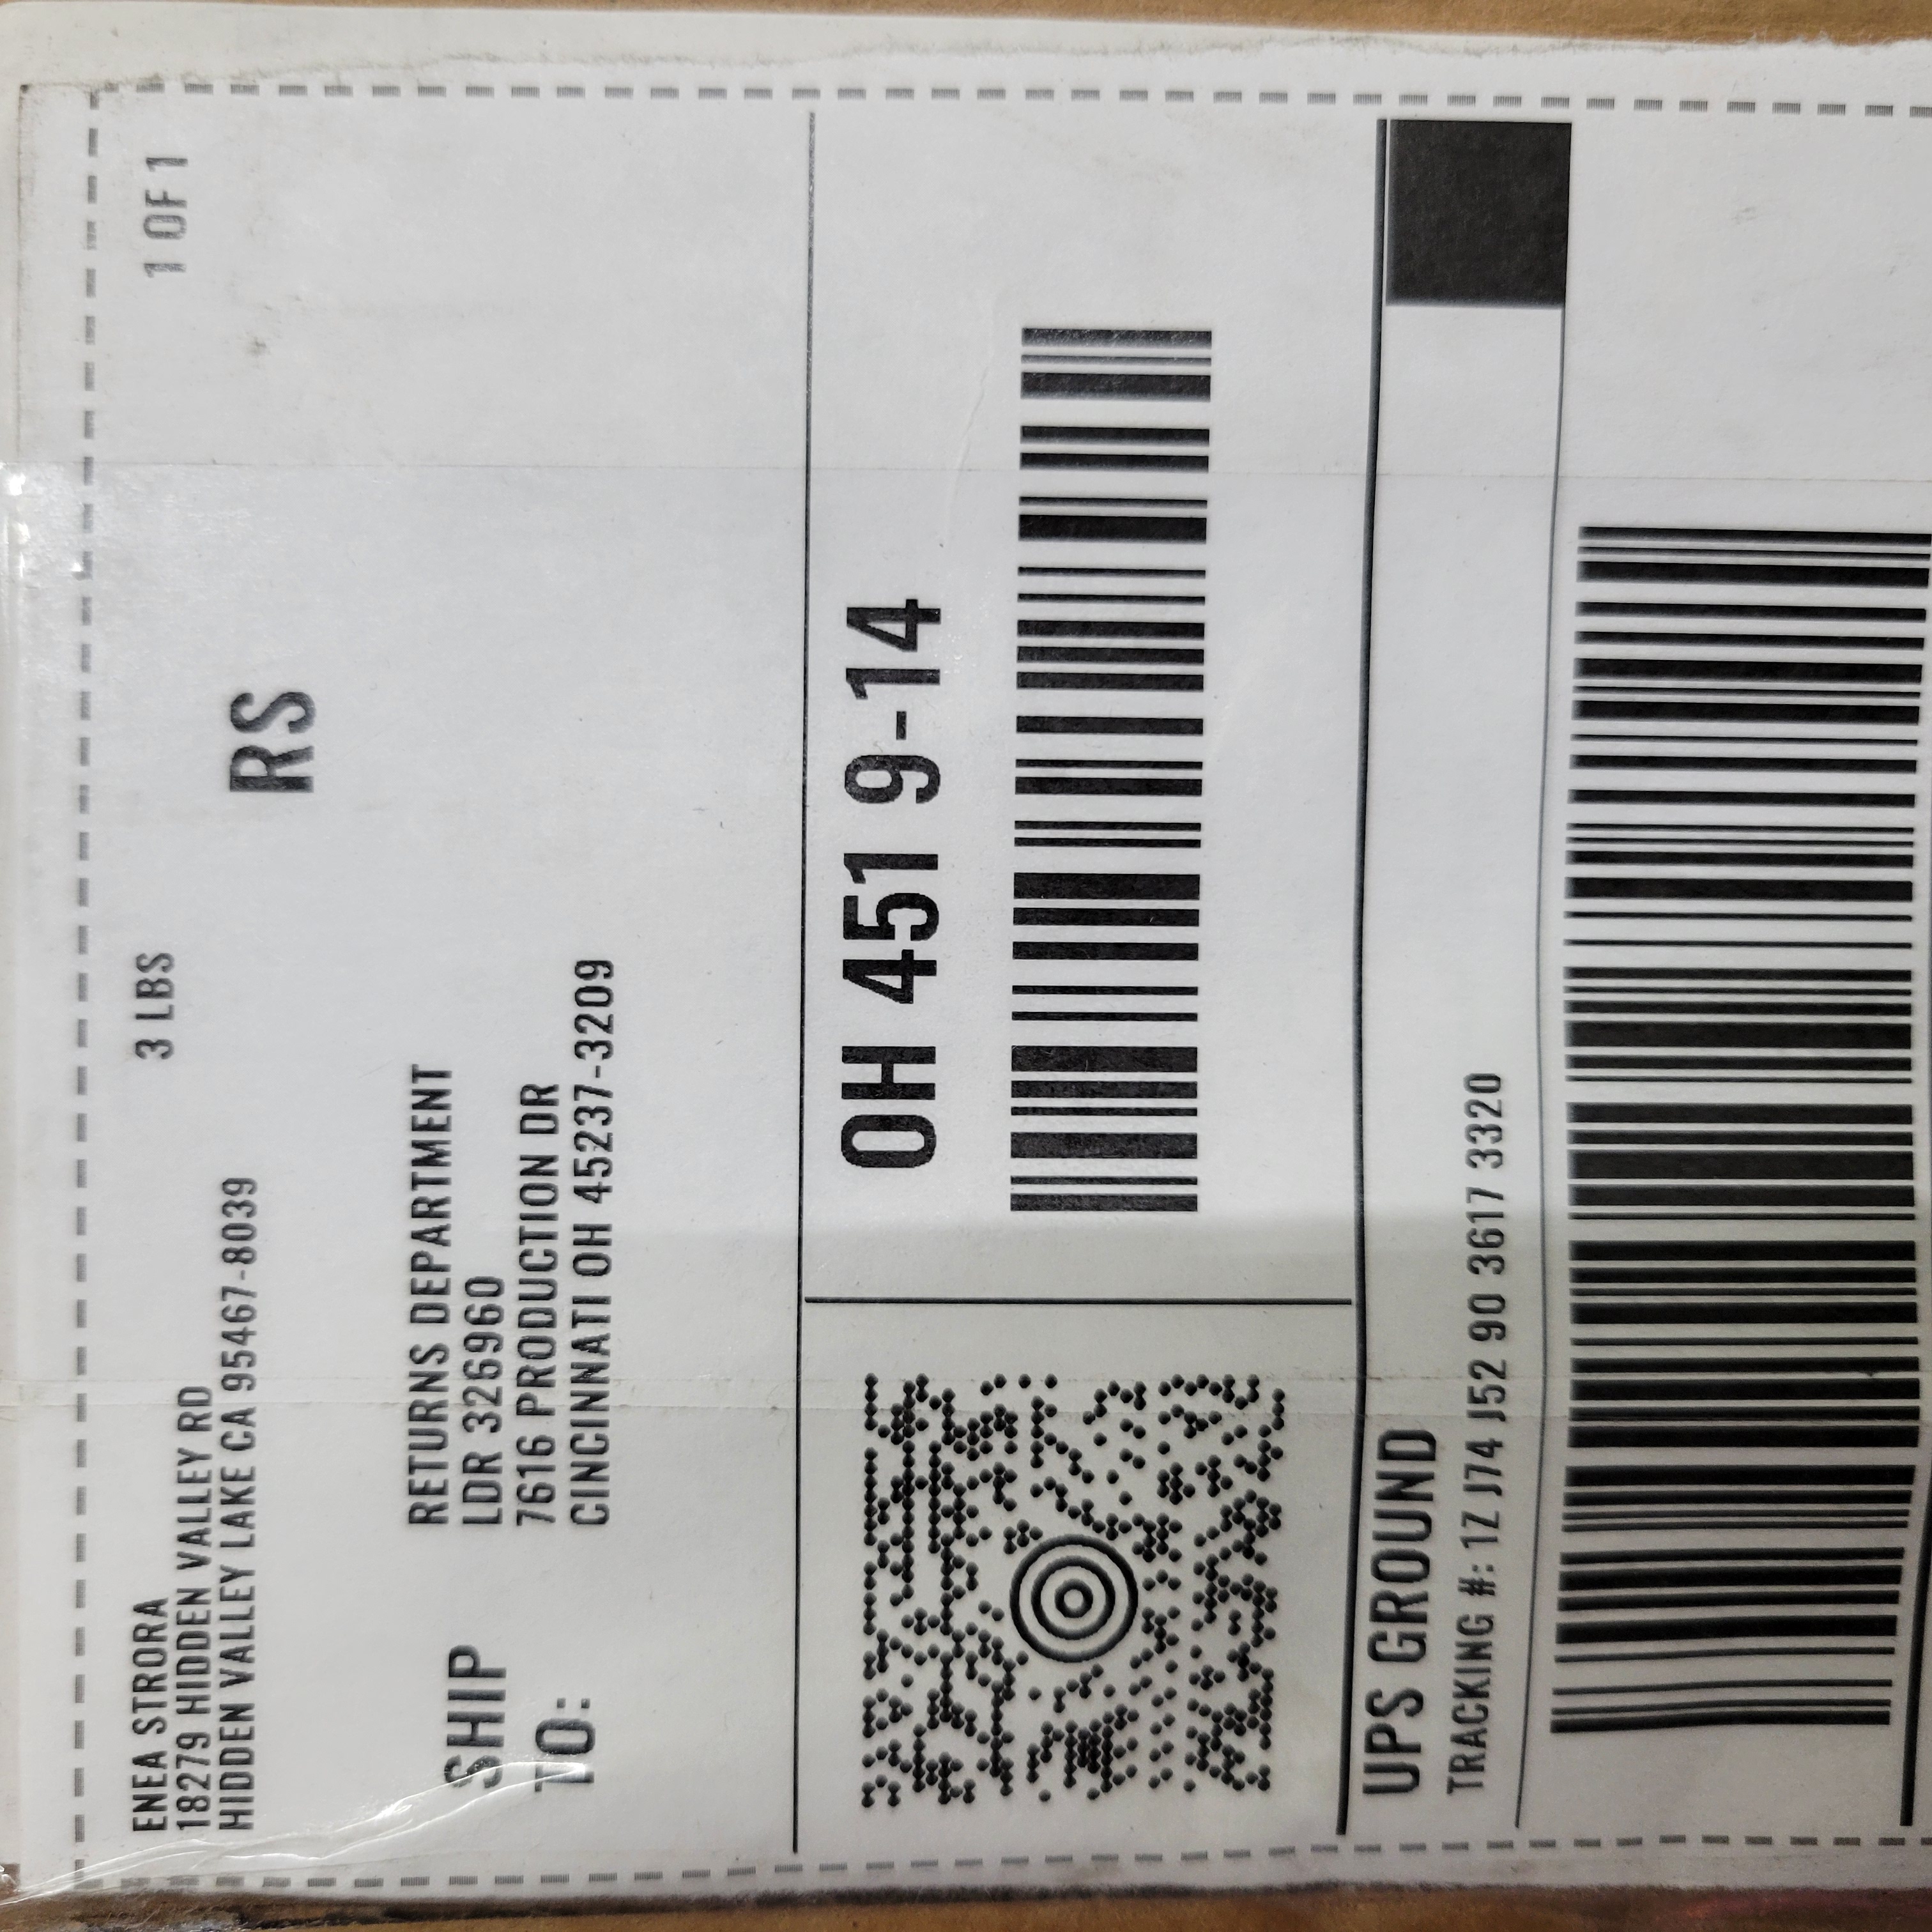 ENEA STRORA
18279 HIDDEN VALLEY RD
HIDDEN VALLEY LAKE CA 95467-8039
3 LBS
1 OF 1
RS
SHIP
TO:
RETURNS DEPARTMENT
LDR 326960
7616 PRODUCTION DR
CINCINNATI OH 45237-3209
OH 451 9-14
UPS GROUND
TRACKING #: 1Z J74 J52 90 3617 3320